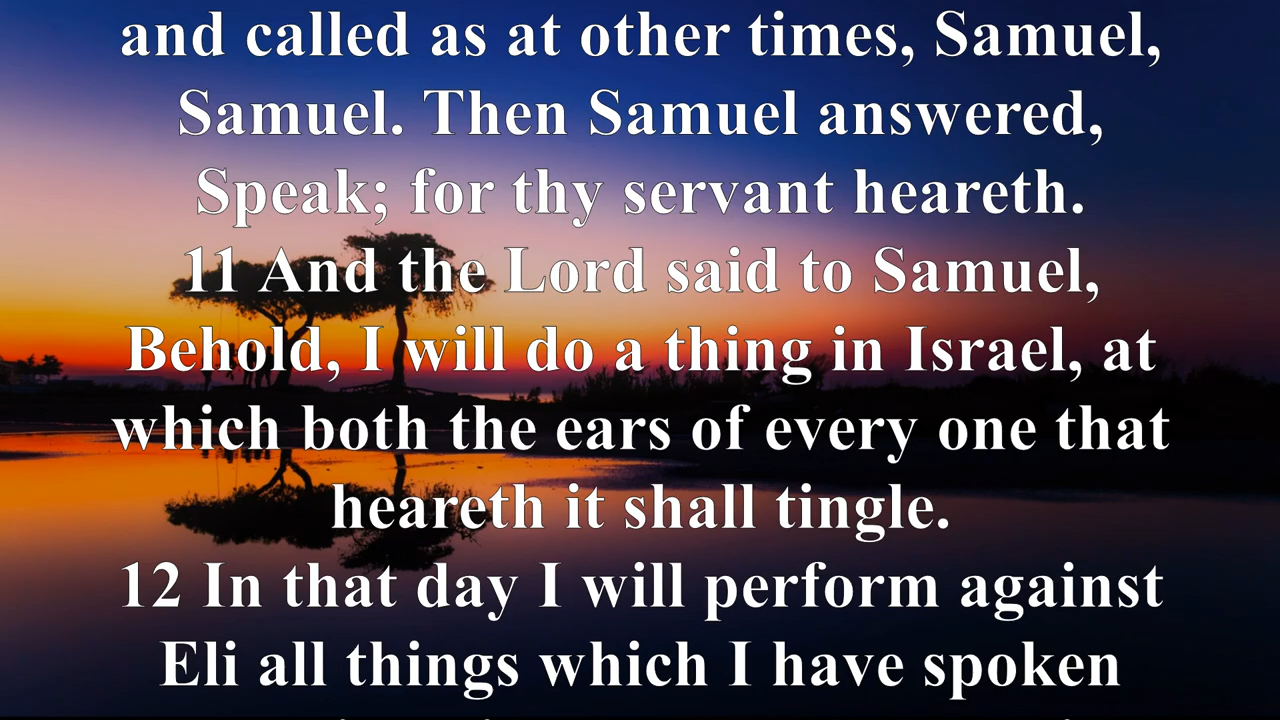 and called as at other times, Samuel,
Samuel. Then Samuel answered,
Speak; for thy servant heareth.
11 And the Lord said to Samuel,
Behold, I will do a thing in Israel, at
which both the ears of every one that
heareth it shall tingle.
12 In that day I will perform against
Eli all things which I have spoken